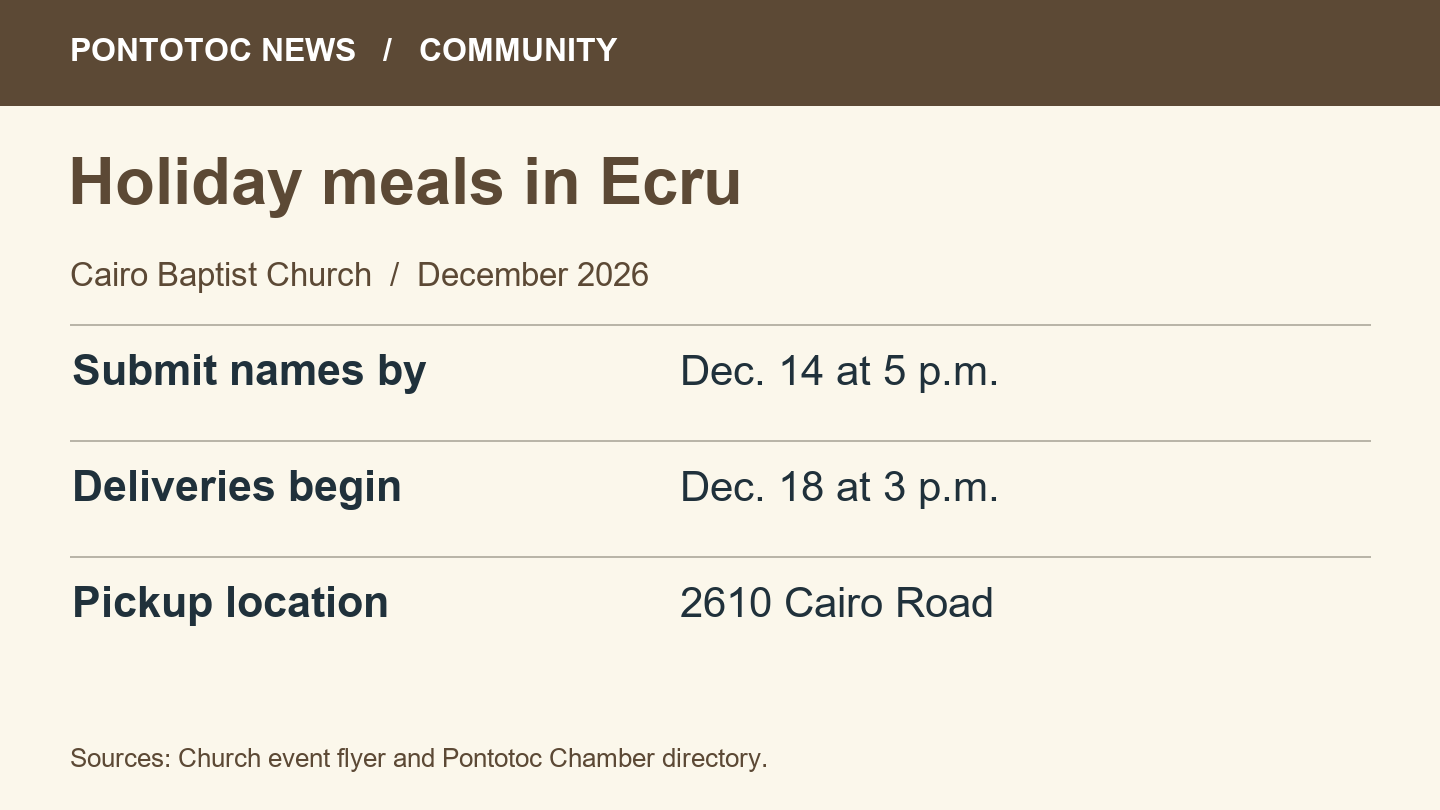 PONTOTOC NEWS / COMMUNITY
Holiday meals in Ecru
Cairo Baptist Church / December 2026
Submit names by Dec. 14 at 5 p.m.
Deliveries begin Dec. 18 at 3 p.m.
Pickup location 2610 Cairo Road
Sources: Church event flyer and Pontotoc Chamber directory.